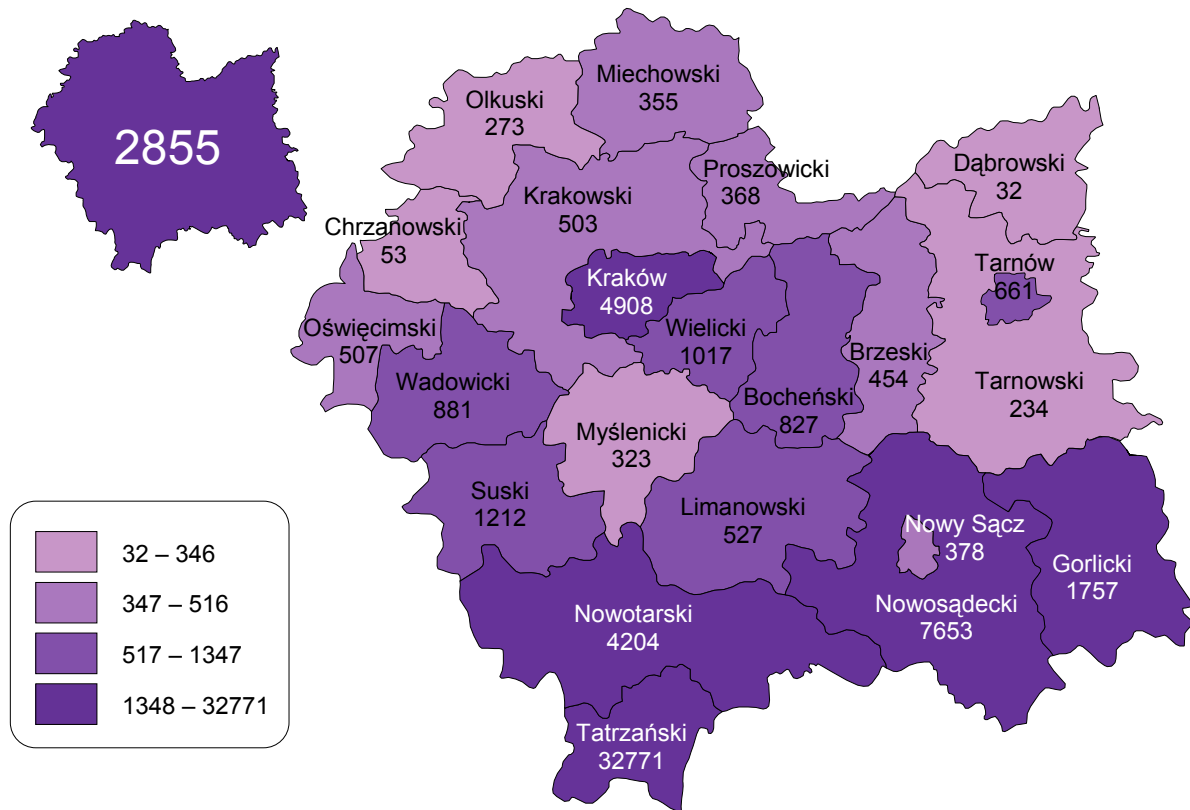 2855
Miechowski
355
Olkuski
273
Proszowicki
368
Dąbrowski
32
Krakowski
503
Chrzanowski
53
Tarnów
661
Kraków
4908
Oświęcimski
507
Wielicki
1017
Brzeski
454
Wadowicki
881
Bocheński
827
Tarnowski
234
Myślenicki
323
Suski
1212
Limanowski
527
Nowy Sącz
378
Gorlicki
1757
Nowotarski
4204
Nowosądecki
7653
Tatrzański
32771
32 – 346
347 – 516
517 – 1347
1348 – 32771